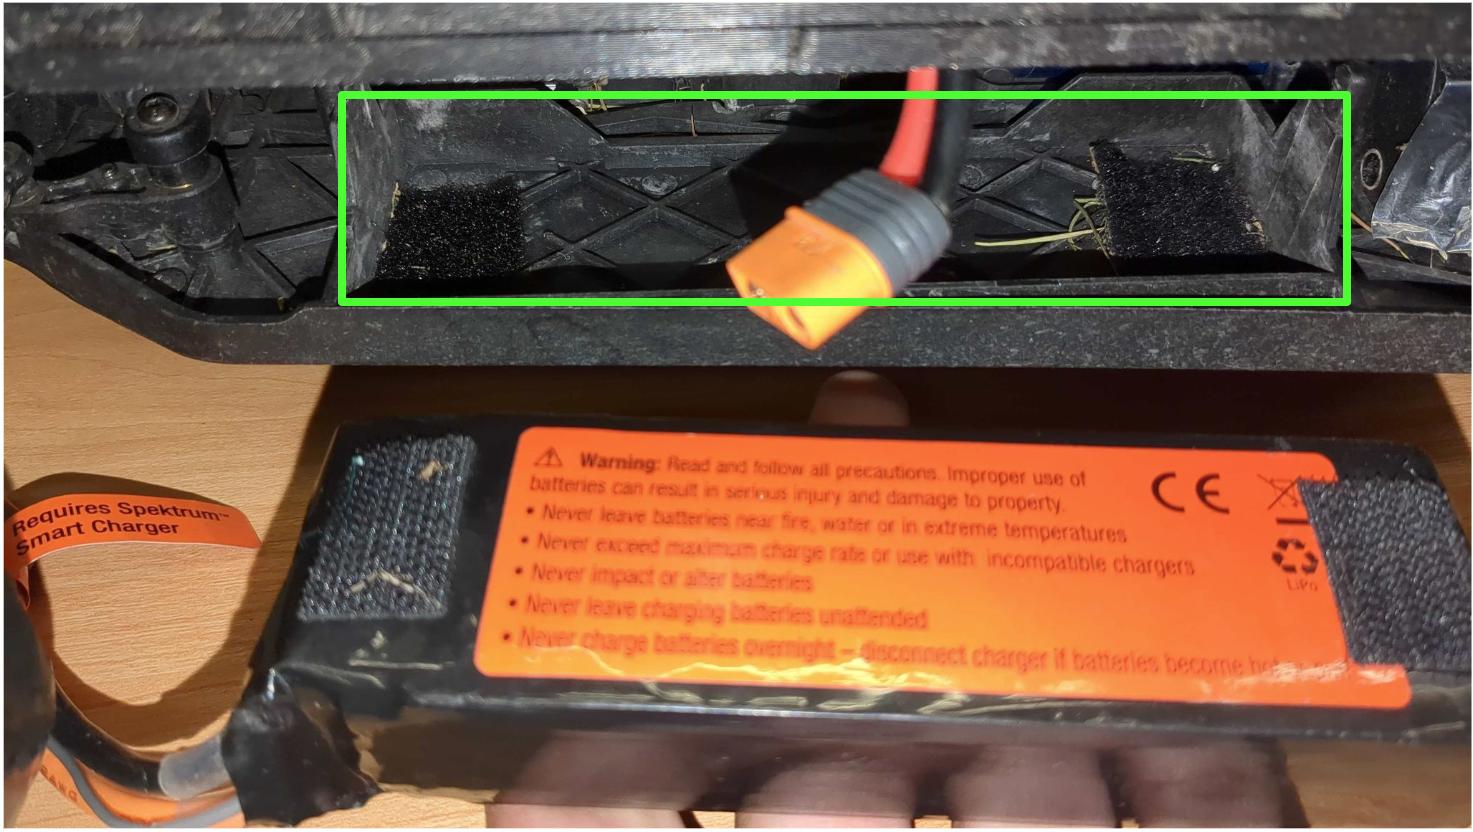 Requires Spektrum™
Smart Charger
Warning: Read and follow all precautions. Improper use of
batteries can result in serious injury and damage to property.
• Never leave batteries near fire, water or in extreme temperatures
• Never exceed maximum charge rate or use with incompatible chargers
• Never impact or alter batteries
• Never leave charging batteries unattended
• Never charge batteries overnight – disconnect charger if batteries become
CE
LiPo